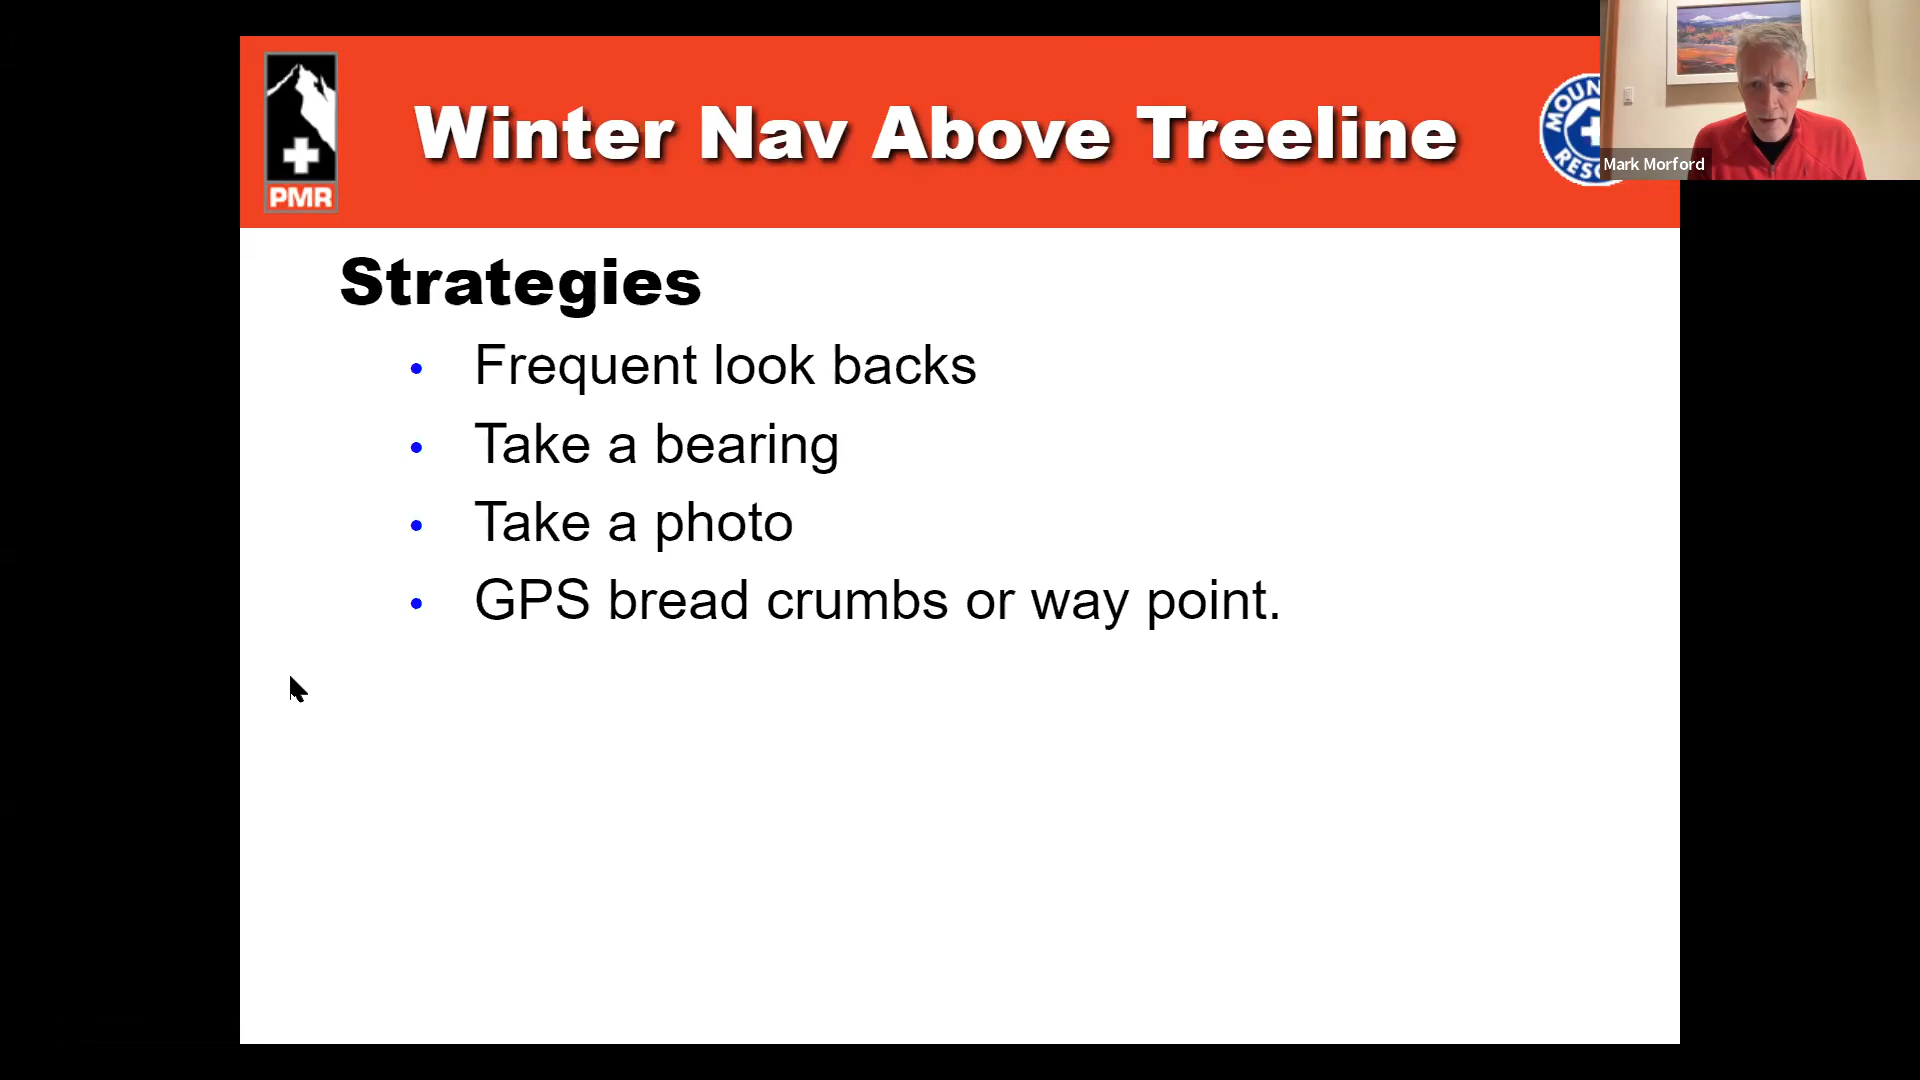 PMR
Winter Nav Above Treeline
Mark Morford
Strategies
• Frequent look backs
• Take a bearing
• Take a photo
• GPS bread crumbs or way point.